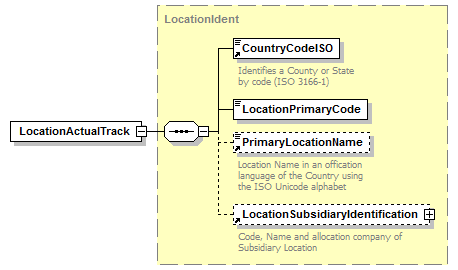 LocationIdent
CountryCodeISO
Identifies a County or State
by code (ISO 3166-1)
LocationPrimaryCode
LocationActualTrack
PrimaryLocationName
Location Name in an offication
language of the Country using
the ISO Unicode alphabet
LocationSubsidiaryIdentification
Code, Name and allocation company of
Subsidiary Location